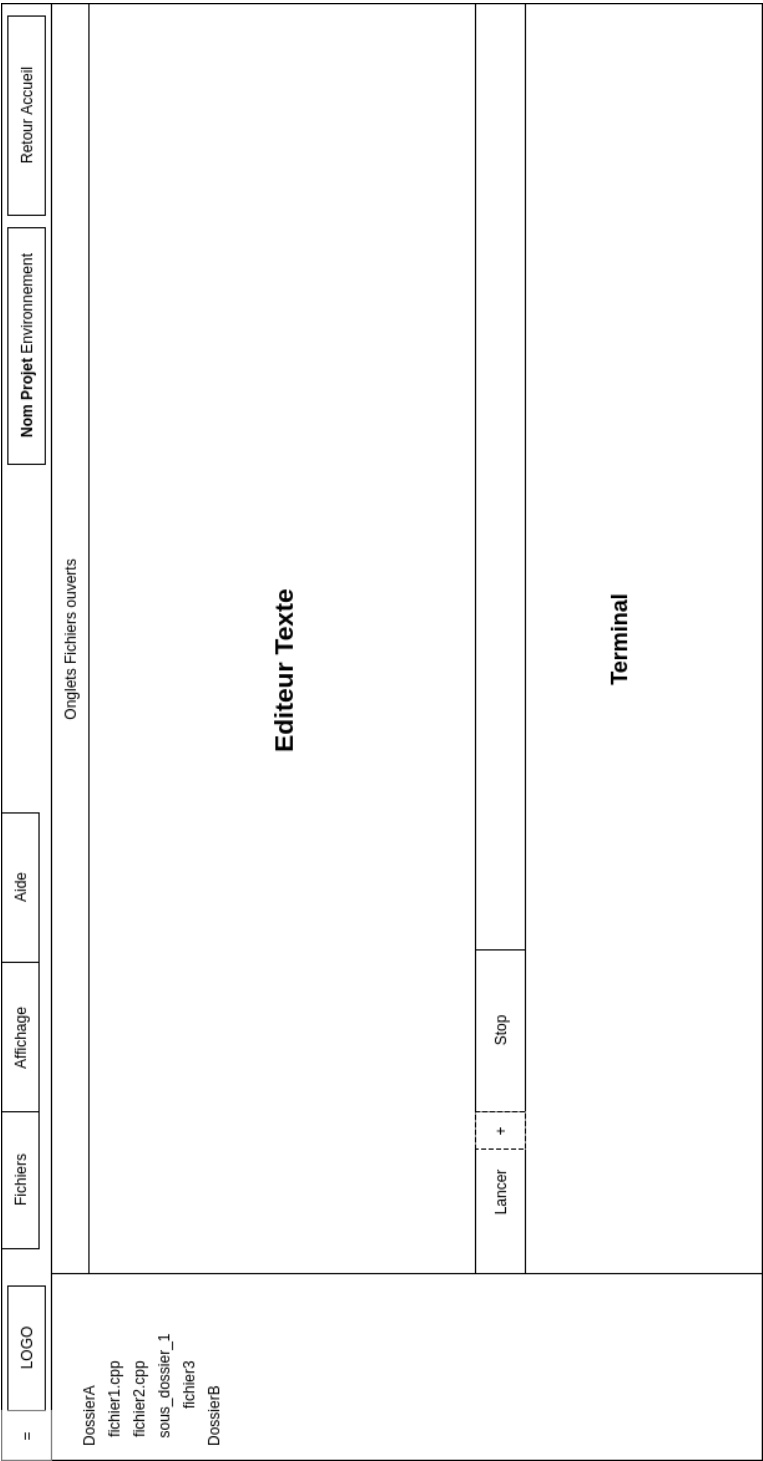 =
LOGO
Fichiers
Affichage
Aide
Nom Projet Environnement
Retour Accueil
DossierA
fichier1.cpp
fichier2.cpp
sous_dossier_1
fichier3
DossierB
Onglets Fichiers ouverts
Editeur Texte
Lancer
+
Stop
Terminal